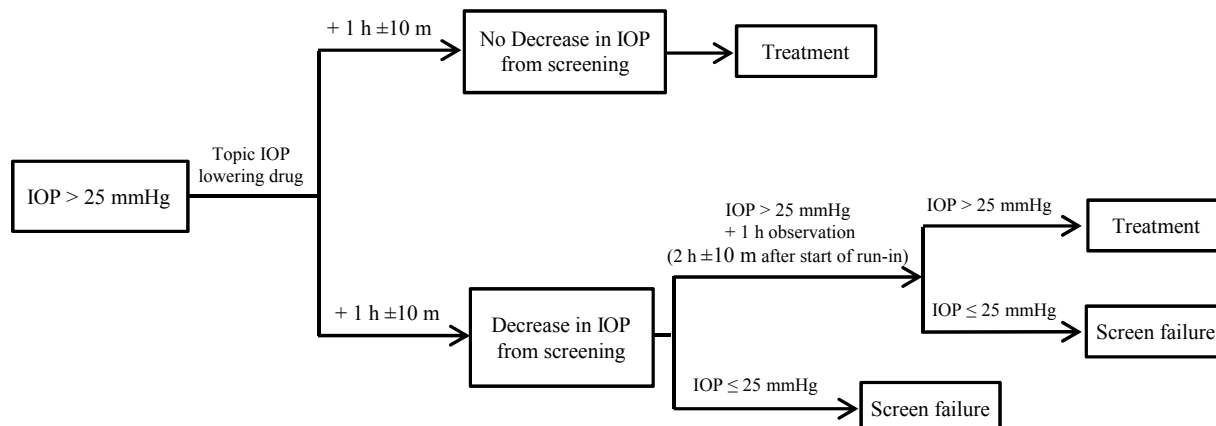 + 1 h ±10 m
No Decrease in IOP
from screening
Treatment
Topic IOP
lowering drug
IOP > 25 mmHg
IOP > 25 mmHg
+ 1 h observation
(2 h ±10 m after start of run-in)
IOP > 25 mmHg
Treatment
+ 1 h ±10 m
Decrease in IOP
from screening
IOP ≤ 25 mmHg
Screen failure
IOP ≤ 25 mmHg
Screen failure